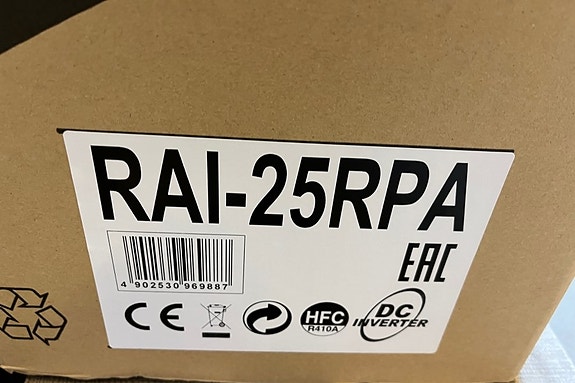 RAI-25RPA
4 902530 969887
EAC
CE
HFC
R410A
DC
INVERTER